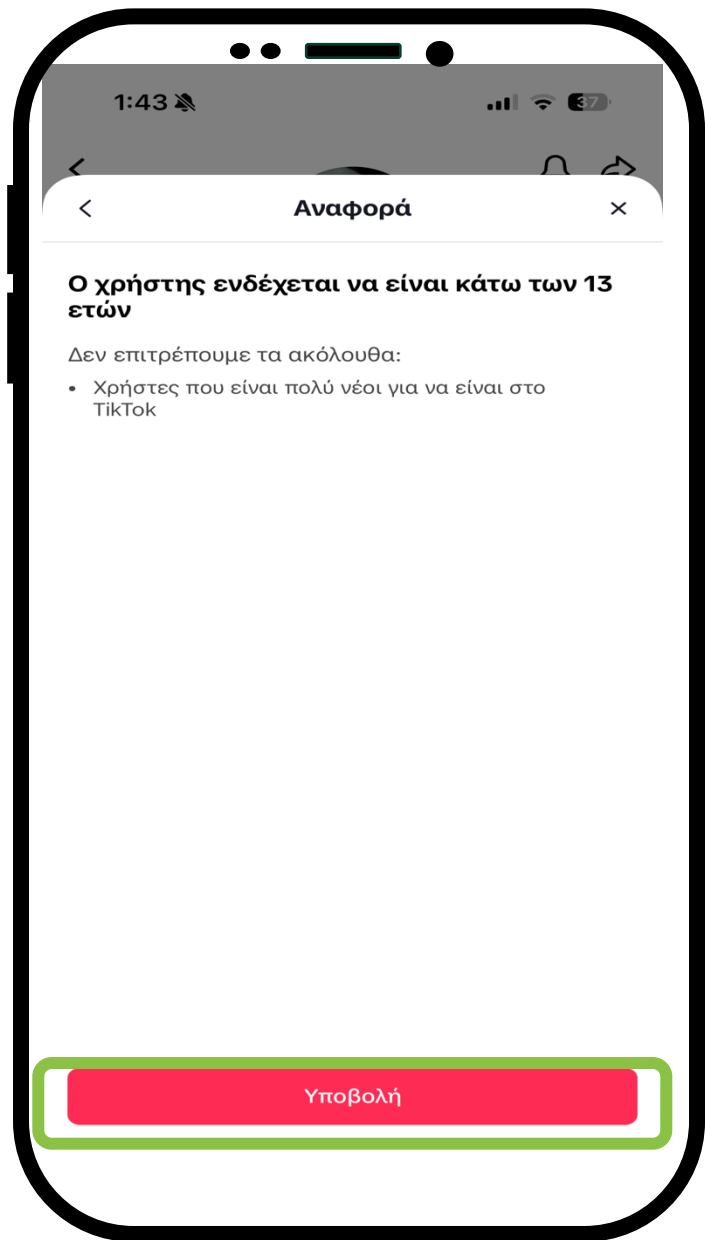 1:43
37
Αναφορά
Ο χρήστης ενδέχεται να είναι κάτω των 13
ετών
Δεν επιτρέπουμε τα ακόλουθα:
• Χρήστες που είναι πολύ νέοι για να είναι στο
TikTok
Υποβολή